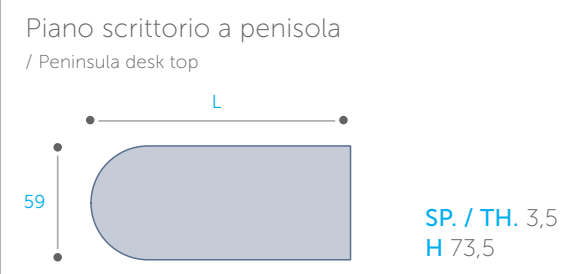 Piano scrittorio a penisola
/ Peninsula desk top
L
59
SP. / TH. 3,5
H 73,5